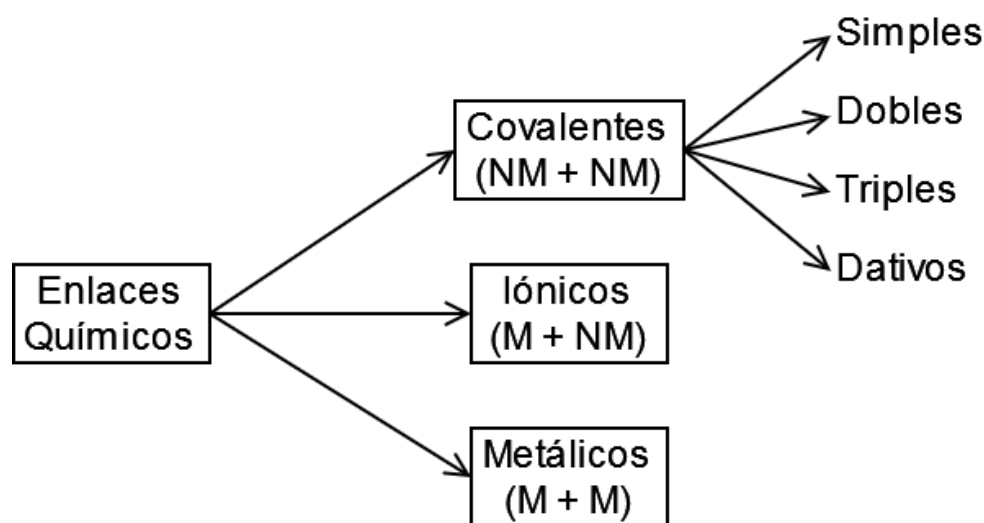 Enlaces
Químicos
Covalentes
(NM + NM)
Simples
Dobles
Triples
Dativos
Iónicos
(M + NM)
Metálicos
(M + M)